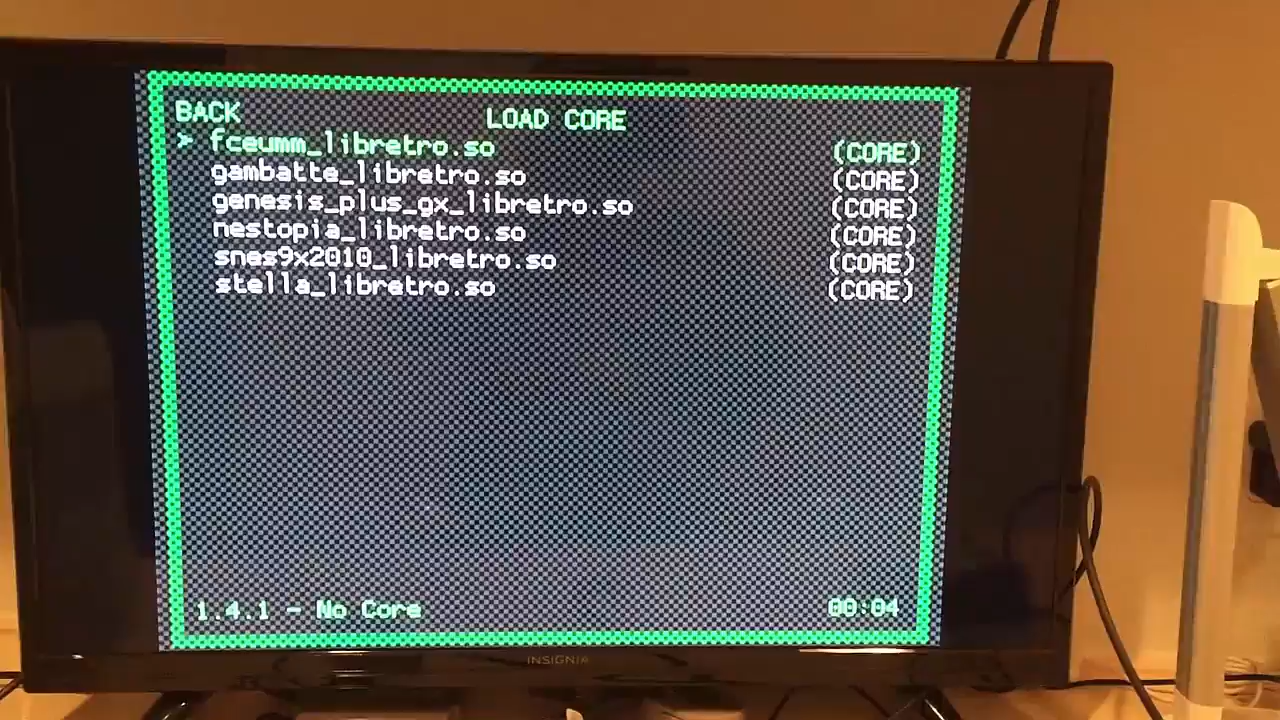 BACK
LOAD CORE
> fceumm_libretro.so (CORE)
gambatte_libretro.so (CORE)
genesis_plus_gx_libretro.so (CORE)
nestopia_libretro.so (CORE)
snes9x2010_libretro.so (CORE)
stella_libretro.so (CORE)
1.4.1 - No Core 00:04
INSIGNIA